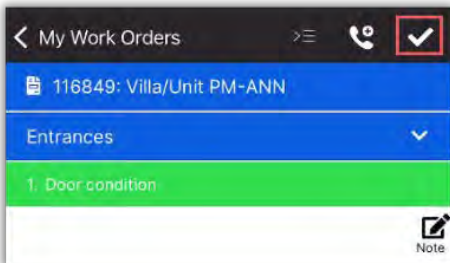 My Work Orders
116849: Villa/Unit PM-ANN
Entrances
1. Door condition
Note